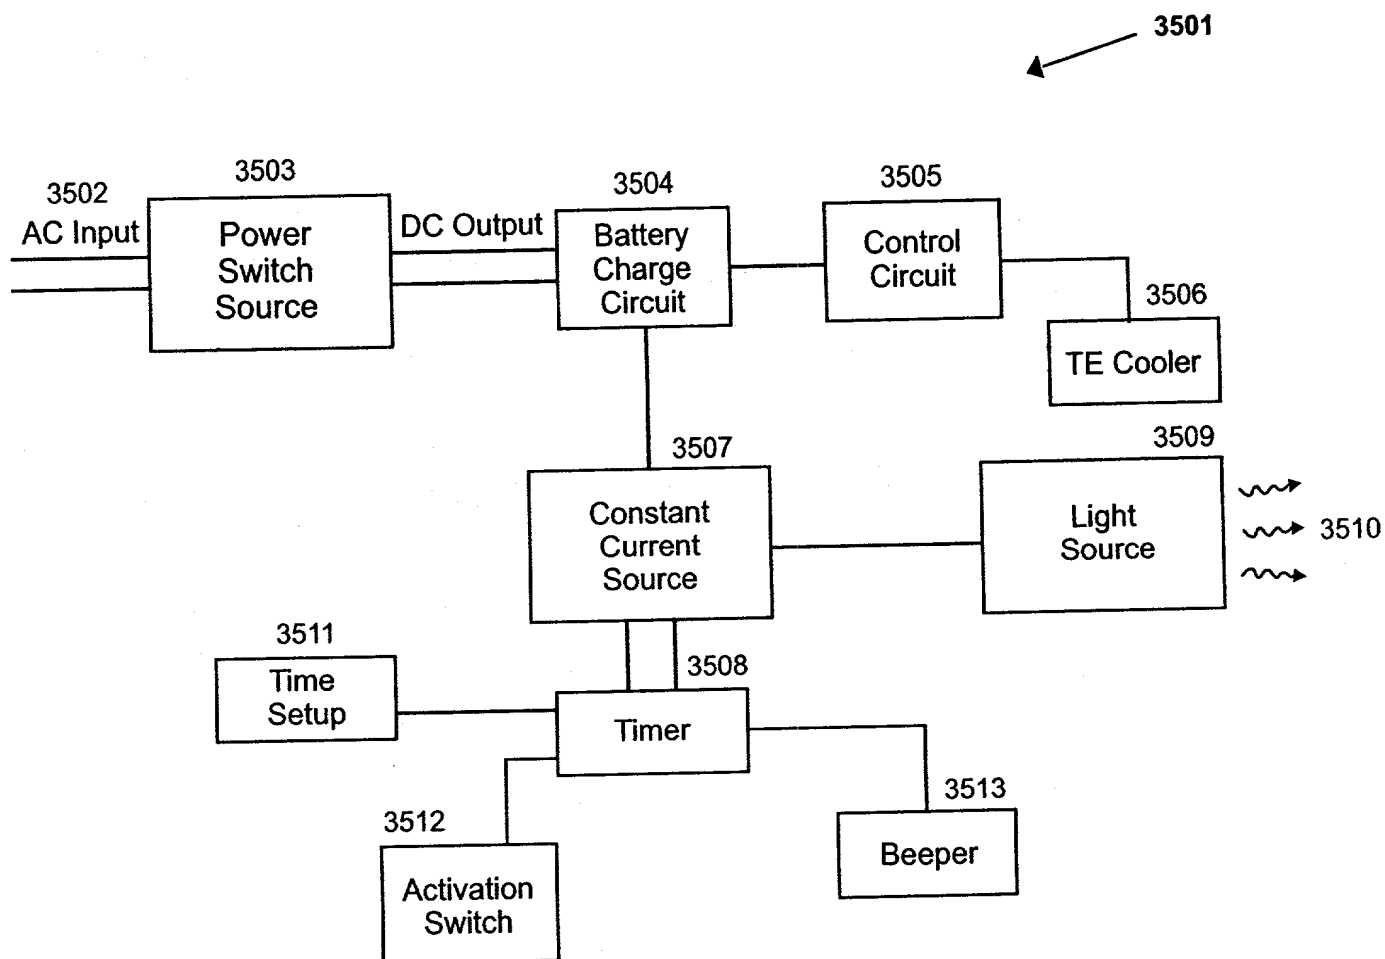 3501
3503
3502
AC Input
Power
Switch
Source
DC Output
3504
Battery
Charge
Circuit
3505
Control
Circuit
3506
TE Cooler
3507
Constant
Current
Source
3509
Light
Source
3510
3511
Time
Setup
3508
Timer
3512
Activation
Switch
3513
Beeper